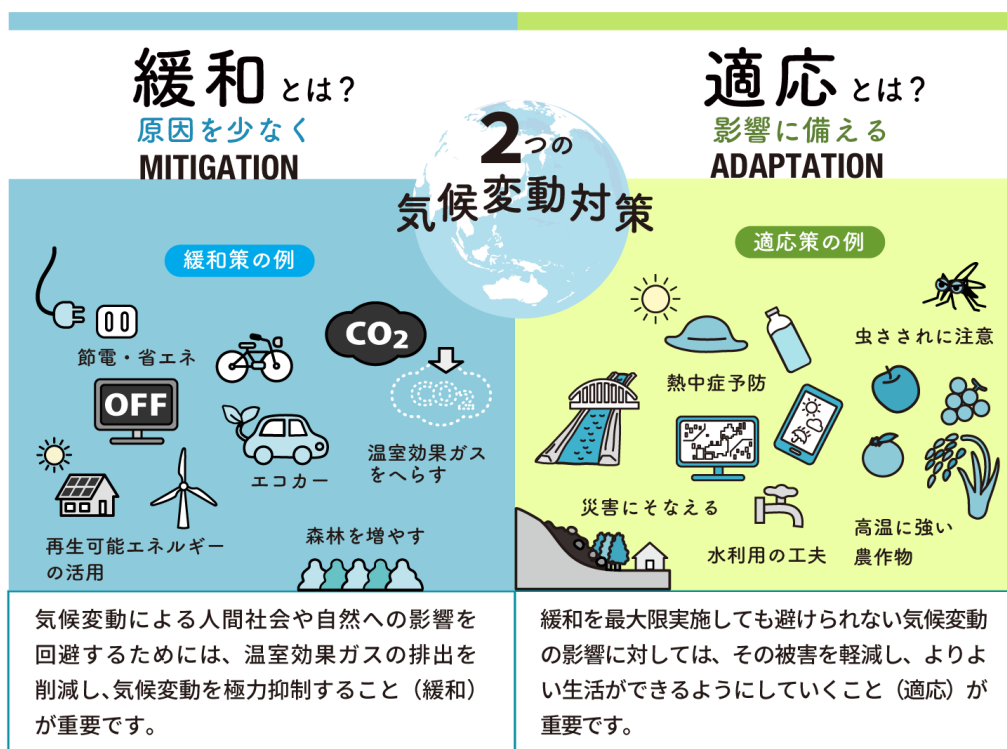 緩和とは?
原因を少なく
MITIGATION
2つの
気候変動対策
適応とは?
影響に備える
ADAPTATION
緩和策の例
節電・省エネ
OFF
CO2
CO2
温室効果ガス
をへらす
エコカー
再生可能エネルギー
の活用
森林を増やす
適応策の例
虫さされに注意
熱中症予防
災害にそなえる
水利用の工夫
高温に強い
農作物
気候変動による人間社会や自然への影響を
回避するためには、温室効果ガスの排出を
削減し、気候変動を極力抑制すること(緩和)
が重要です。
緩和を最大限実施しても避けられない気候変動
の影響に対しては、その被害を軽減し、よりよ
い生活ができるようにしていくこと(適応)が
重要です。